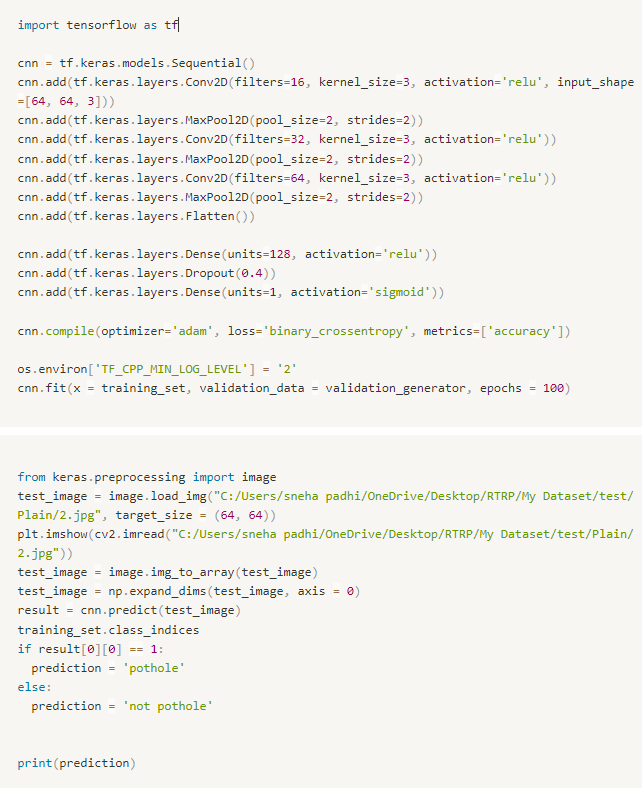 import tensorflow as tf
cnn = tf.keras.models.Sequential()
cnn.add(tf.keras.layers.Conv2D(filters=16, kernel_size=3, activation='relu', input_shape
=[64, 64, 3]))
cnn.add(tf.keras.layers.MaxPool2D(pool_size=2, strides=2))
cnn.add(tf.keras.layers.Conv2D(filters=32, kernel_size=3, activation='relu'))
cnn.add(tf.keras.layers.MaxPool2D(pool_size=2, strides=2))
cnn.add(tf.keras.layers.Conv2D(filters=64, kernel_size=3, activation='relu'))
cnn.add(tf.keras.layers.MaxPool2D(pool_size=2, strides=2))
cnn.add(tf.keras.layers.Flatten())
cnn.add(tf.keras.layers.Dense(units=128, activation='relu'))
cnn.add(tf.keras.layers.Dropout(0.4))
cnn.add(tf.keras.layers.Dense(units=1, activation='sigmoid'))
cnn.compile(optimizer='adam', loss='binary_crossentropy', metrics=['accuracy'])
os.environ['TF_CPP_MIN_LOG_LEVEL'] = '2'
cnn.fit(x = training_set, validation_data = validation_generator, epochs = 100)
from keras.preprocessing import image
test_image = image.load_img("C:/Users/sneha padhi/OneDrive/Desktop/RTRP/My Dataset/test/
Plain/2.jpg", target_size = (64, 64))
plt.imshow(cv2.imread("C:/Users/sneha padhi/OneDrive/Desktop/RTRP/My Dataset/test/Plain/
2.jpg"))
test_image = image.img_to_array(test_image)
test_image = np.expand_dims(test_image, axis = 0)
result = cnn.predict(test_image)
training_set.class_indices
if result[0][0] == 1:
  prediction = 'pothole'
else:
  prediction = 'not pothole'
print(prediction)